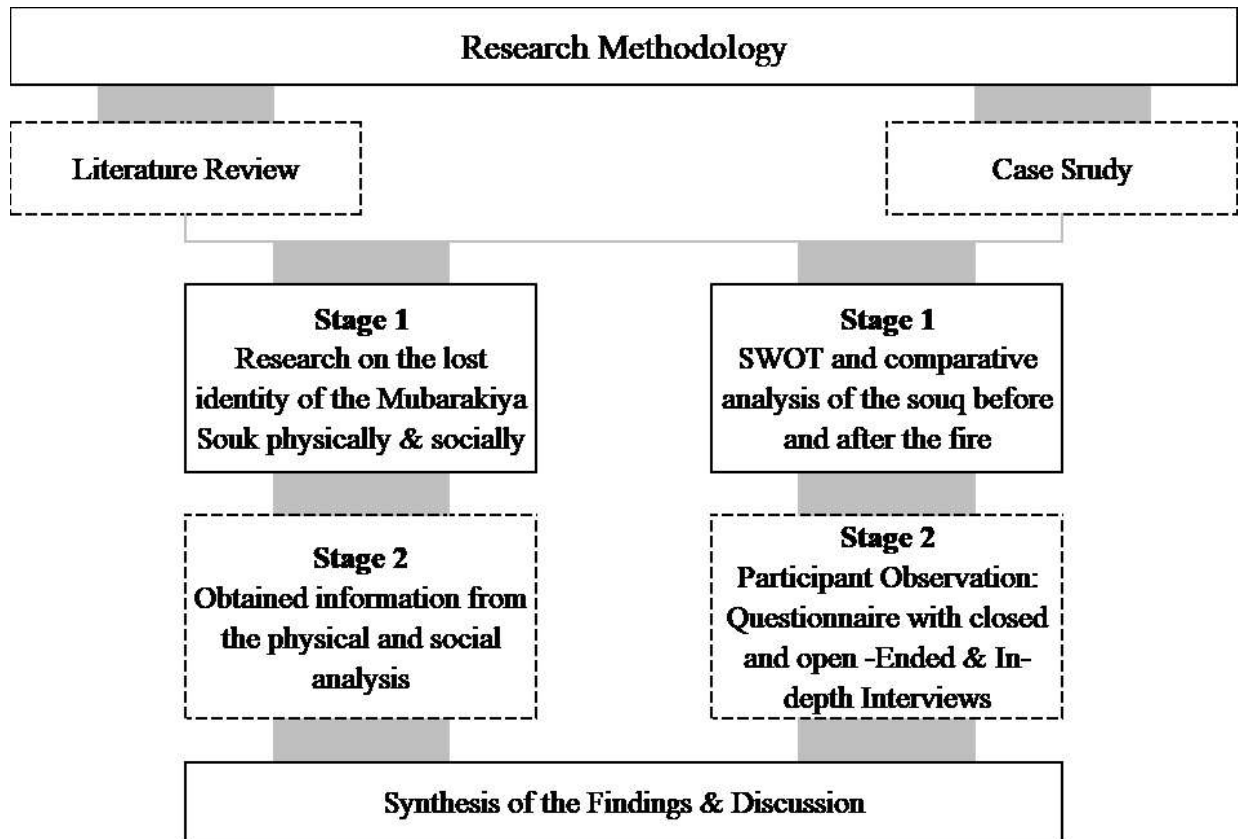 Research Methodology
Literature Review
Case Srudy
Stage 1
Research on the lost
identity of the Mubarakiya
Souk physically & socially
Stage 1
SWOT and comparative
analysis of the souq before
and after the fire
Stage 2
Obtained information from
the physical and social
analysis
Stage 2
Participant Observation:
Questionnaire with closed
and open -Ended & In-
depth Interviews
Synthesis of the Findings & Discussion